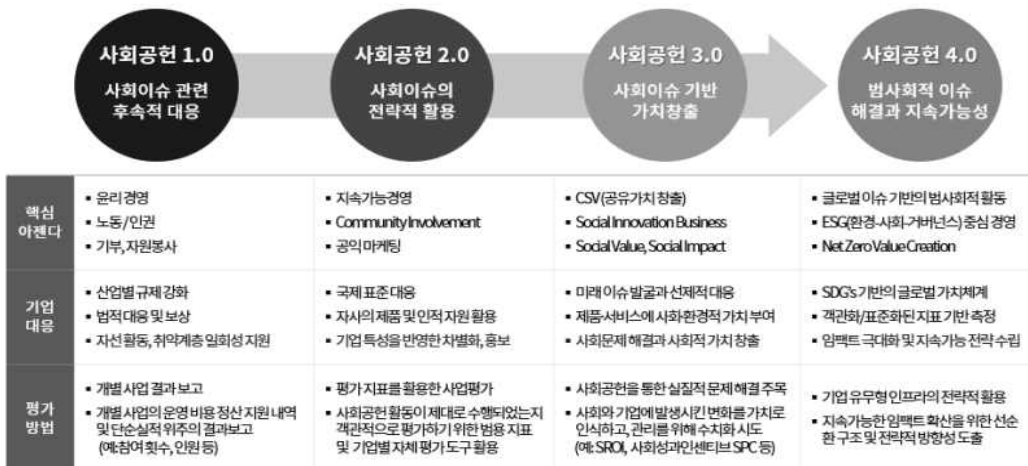 사회공헌 1.0
사회이슈 관련
후속적 대응
사회공헌 2.0
사회이슈의
전략적 활용
사회공헌 3.0
사회이슈 기반
가치창출
사회공헌 4.0
범사회적 이슈
해결과 지속가능성
핵심
아젠다
▪ 윤리 경영
▪ 노동/인권
▪ 기부, 자원봉사
▪ 지속가능경영
▪ Community Involvement
▪ 공익 마케팅
▪ CSV(공유가치 창출)
▪ Social Innovation Business
▪ Social Value, Social Impact
▪ 글로벌 이슈 기반의 범사회적 활동
▪ ESG(환경-사회-거버넌스) 중심 경영
▪ Net Zero Value Creation
기업
대응
▪ 산업별 규제 강화
▪ 법적 대응 및 보상
▪ 자선 활동, 취약계층 일회성 지원
▪ 국제 표준 대응
▪ 자사의 제품 및 인적 자원 활용
▪ 기업 특성을 반영한 차별화, 홍보
▪ 미래 이슈 발굴과 선제적 대응
▪ 제품·서비스에 사회·환경적 가치 부여
▪ 사회문제 해결과 사회적 가치 창출
▪ SDG's 기반의 글로벌 가치체계
▪ 객관화/표준화된 지표 기반 측정
▪ 임팩트 극대화 및 지속가능 전략 수립
평가
방법
▪ 개별 사업 결과 보고
▪ 개별 사업의 운영 비용 정산 지원 내역
및 단순실적 위주의 결과보고
(예:참여 횟수, 인원 등)
▪ 평가 지표를 활용한 사업평가
▪ 사회공헌 활동이 제대로 수행되었는지
객관적으로 평가하기 위한 범용 지표
및 기업별 자체 평가 도구 활용
▪ 사회공헌을 통한 실질적 문제 해결 주목
▪ 사회와 기업에 발생시킨 변화를 가치로
인식하고, 관리를 위해 수치화 시도
(예: SROI, 사회성과인센티브 SPC 등)
▪ 기업 유무형 인프라의 전략적 활용
▪ 지속가능한 임팩트 확산을 위한 선순
환 구조 및 전략적 방향성 도출